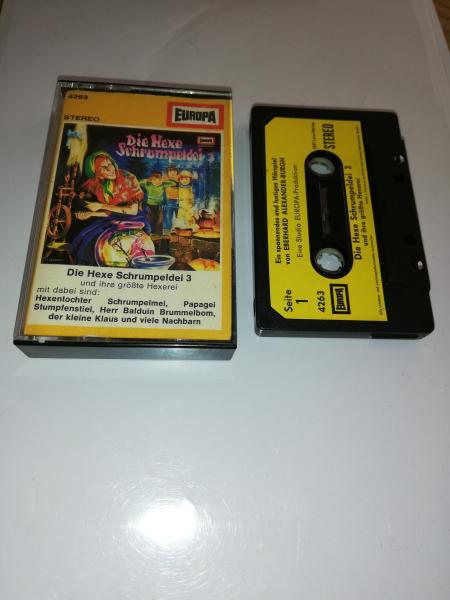 4263
EUROPA
STEREO
Die Hexe
Schrumpeldei 3
Die Hexe Schrumpeldei 3
und ihre größte Hexerei
mit dabei sind:
Hexentochter Schrumpelmei, Papagei
Stumpfenstiel, Herr Balduin Brummelbom,
der kleine Klaus und viele Nachbarn
Ein spannendes und lustiges Hörspiel
von EBERHARD ALEXANDER-BURGH
Eine Studio EUROPA-Produktion
STEREO
Die Hexe Schrumpeldei 3
und ihre größte Hexerei
Seite 1
4263
EUROPA